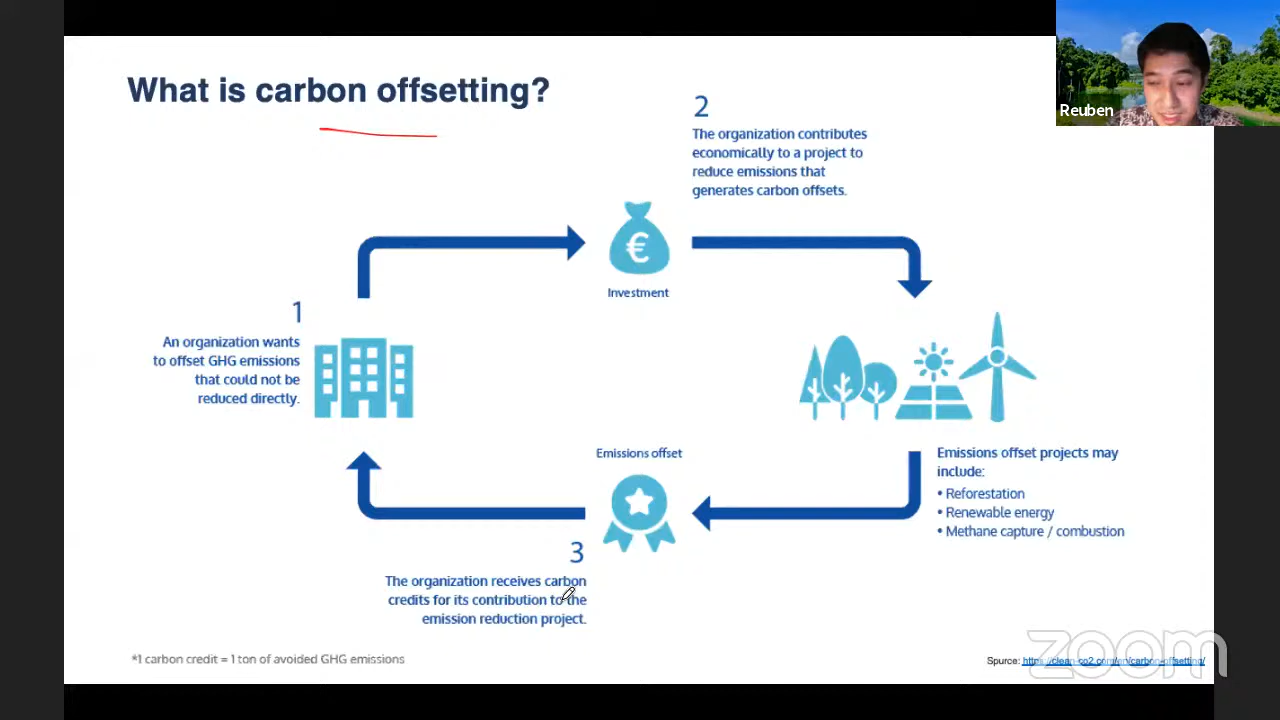 What is carbon offsetting?
Reuben
2
The organization contributes
economically to a project to
reduce emissions that
generates carbon offsets.
€
Investment
1
An organization wants
to offset GHG emissions
that could not be
reduced directly.
Emissions offset
Emissions offset projects may
include:
• Reforestation
• Renewable energy
• Methane capture / combustion
3
The organization receives carbon
credits for its contribution to the
emission reduction project.
*1 carbon credit = 1 ton of avoided GHG emissions
Spurce: https://clean-co2.com/en/carbon-offsetting/
zoom